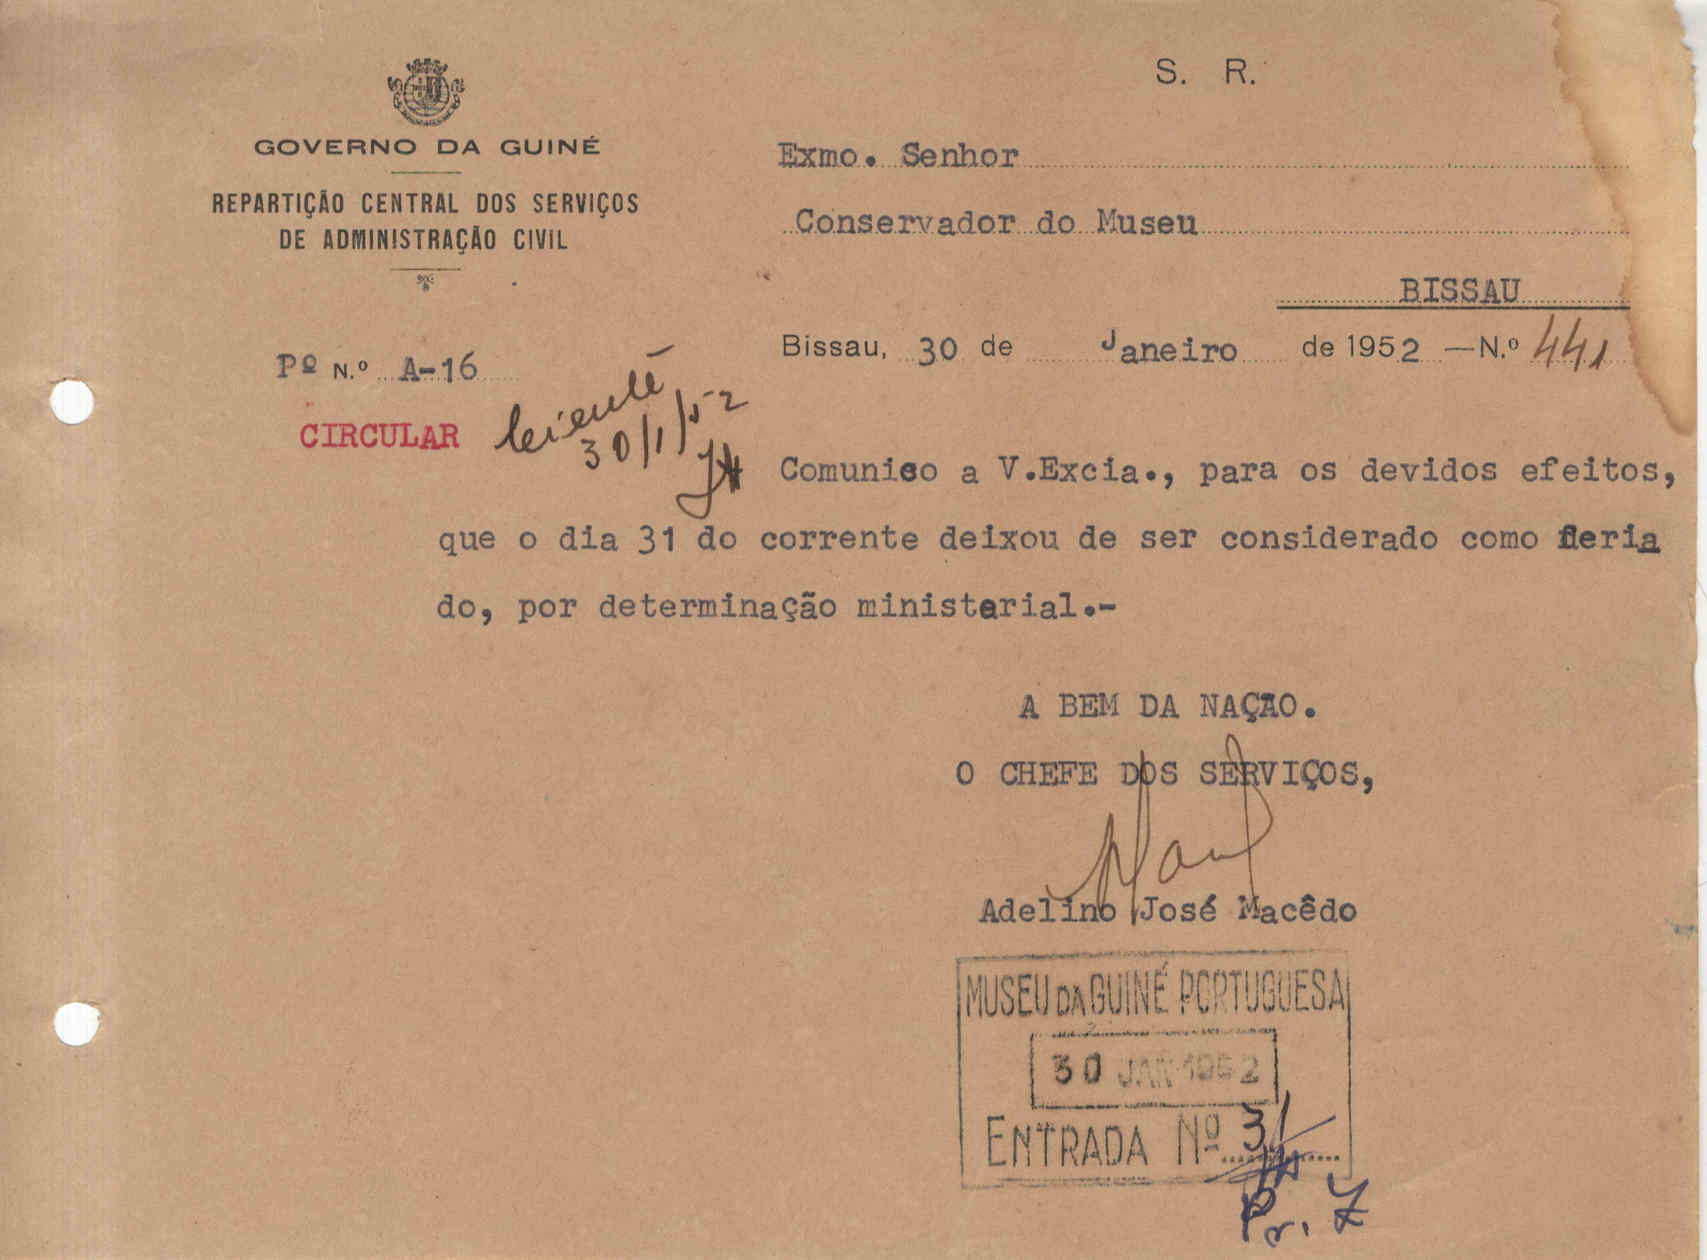 S. R.
GOVERNO DA GUINÉ
REPARTIÇÃO CENTRAL DOS SERVIÇOS
DE ADMINISTRAÇÃO CIVIL
Exmo. Senhor
Conservador do Museu
BISSAU
Bissau, 30 de Janeiro de 1952 —N.º 441
Pº N.º A-16
CIRCULAR
Ciente
30/1/52
Comunico a V.Excia., para os devidos efeitos,
que o dia 31 do corrente deixou de ser considerado como feria
do, por determinação ministerial.-
A BEM DA NAÇÃO.
O CHEFE DOS SERVIÇOS,
Adelino José Macêdo
MUSEU DA GUINÉ PORTUGUESA
30 JAN 1952
ENTRADA Nº 31
Pr. 7